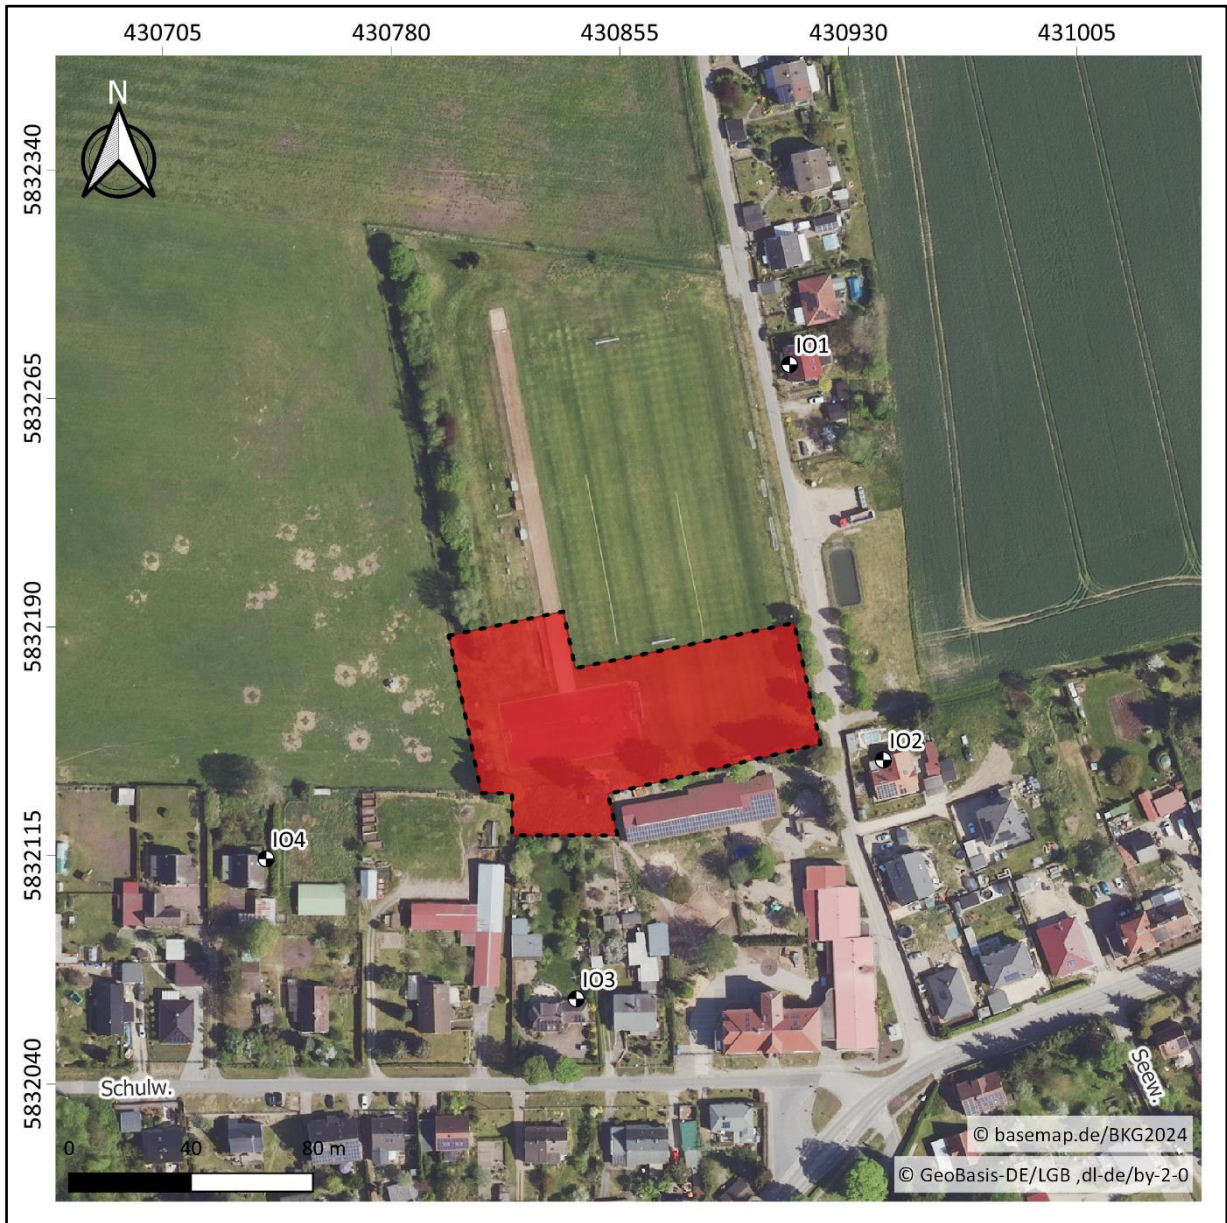 430705 430780 430855 430930 431005
N
5832340
5832265
5832190
5832115
5832040
IO1
IO2
IO4
IO3
Schulw.
Seew.
0 40 80 m
© basemap.de/BKG2024
© GeoBasis-DE/LGB ,dl-de/by-2-0